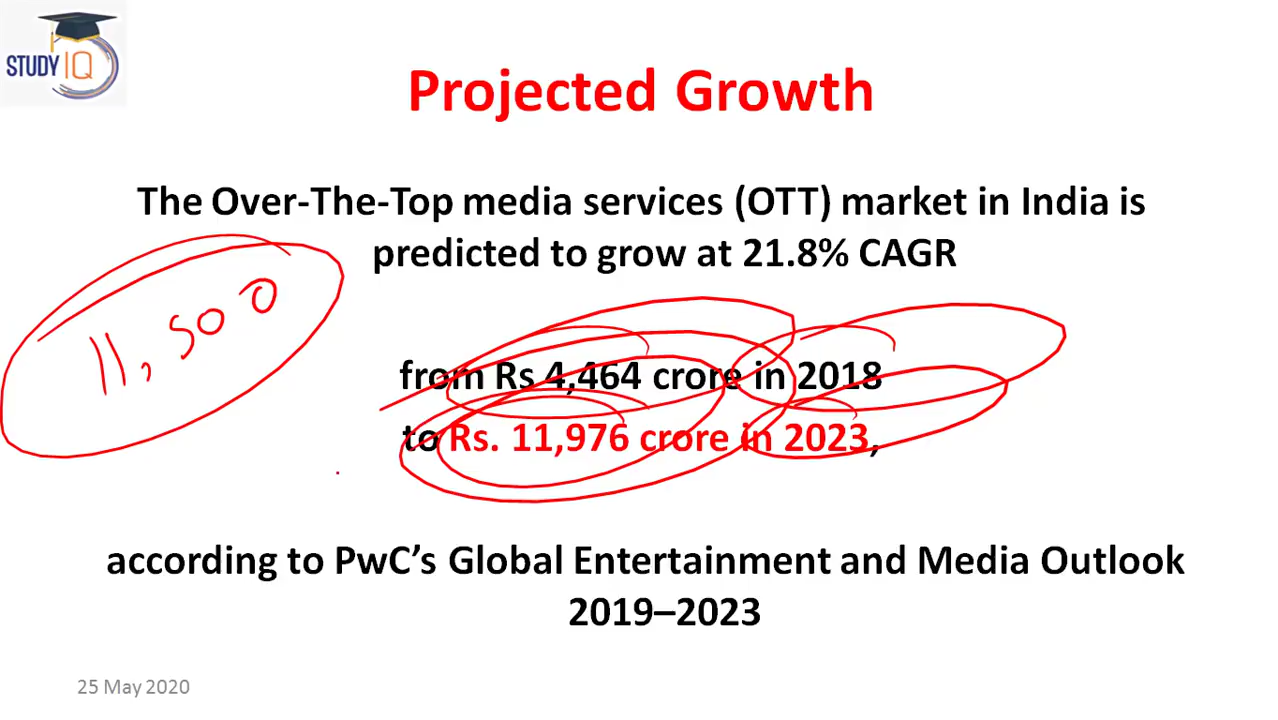 STUDY IQ
Projected Growth
The Over-The-Top media services (OTT) market in India is
predicted to grow at 21.8% CAGR
11,500
from Rs 4,464 crore in 2018
to Rs. 11,976 crore in 2023,
according to PwC’s Global Entertainment and Media Outlook
2019–2023
25 May 2020